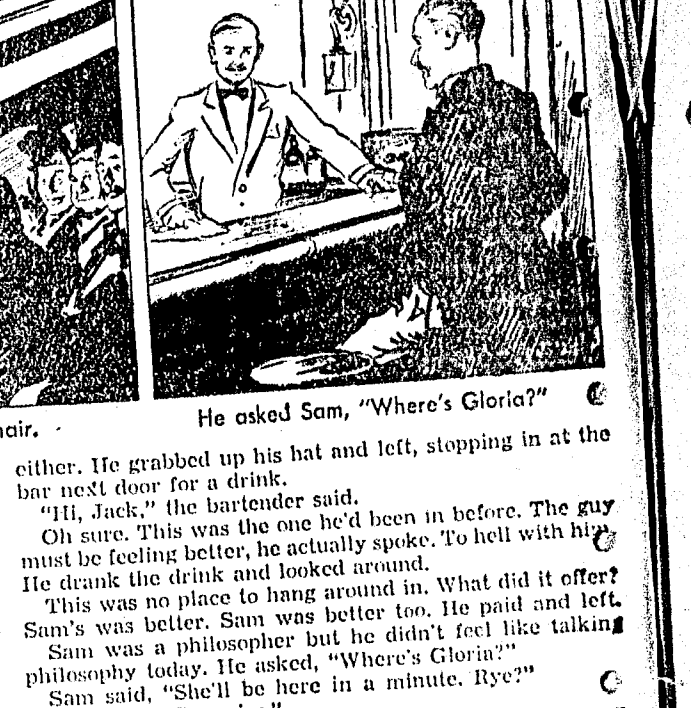 hair.
He asked Sam, "Where's Gloria?"
either. He grabbed up his hat and left, stopping in at the
bar next door for a drink.
"Hi, Jack," the bartender said.
Oh sure. This was the one he'd been in before. The guy
must be feeling better, he actually spoke. To hell with him.
He drank the drink and looked around.
This was no place to hang around in. What did it offer?
Sam's was better. Sam was better too. He paid and left.
Sam was a philosopher but he didn't feel like talking
philosophy today. He asked, "Where's Gloria?"
Sam said, "She'll be here in a minute. Rye?"